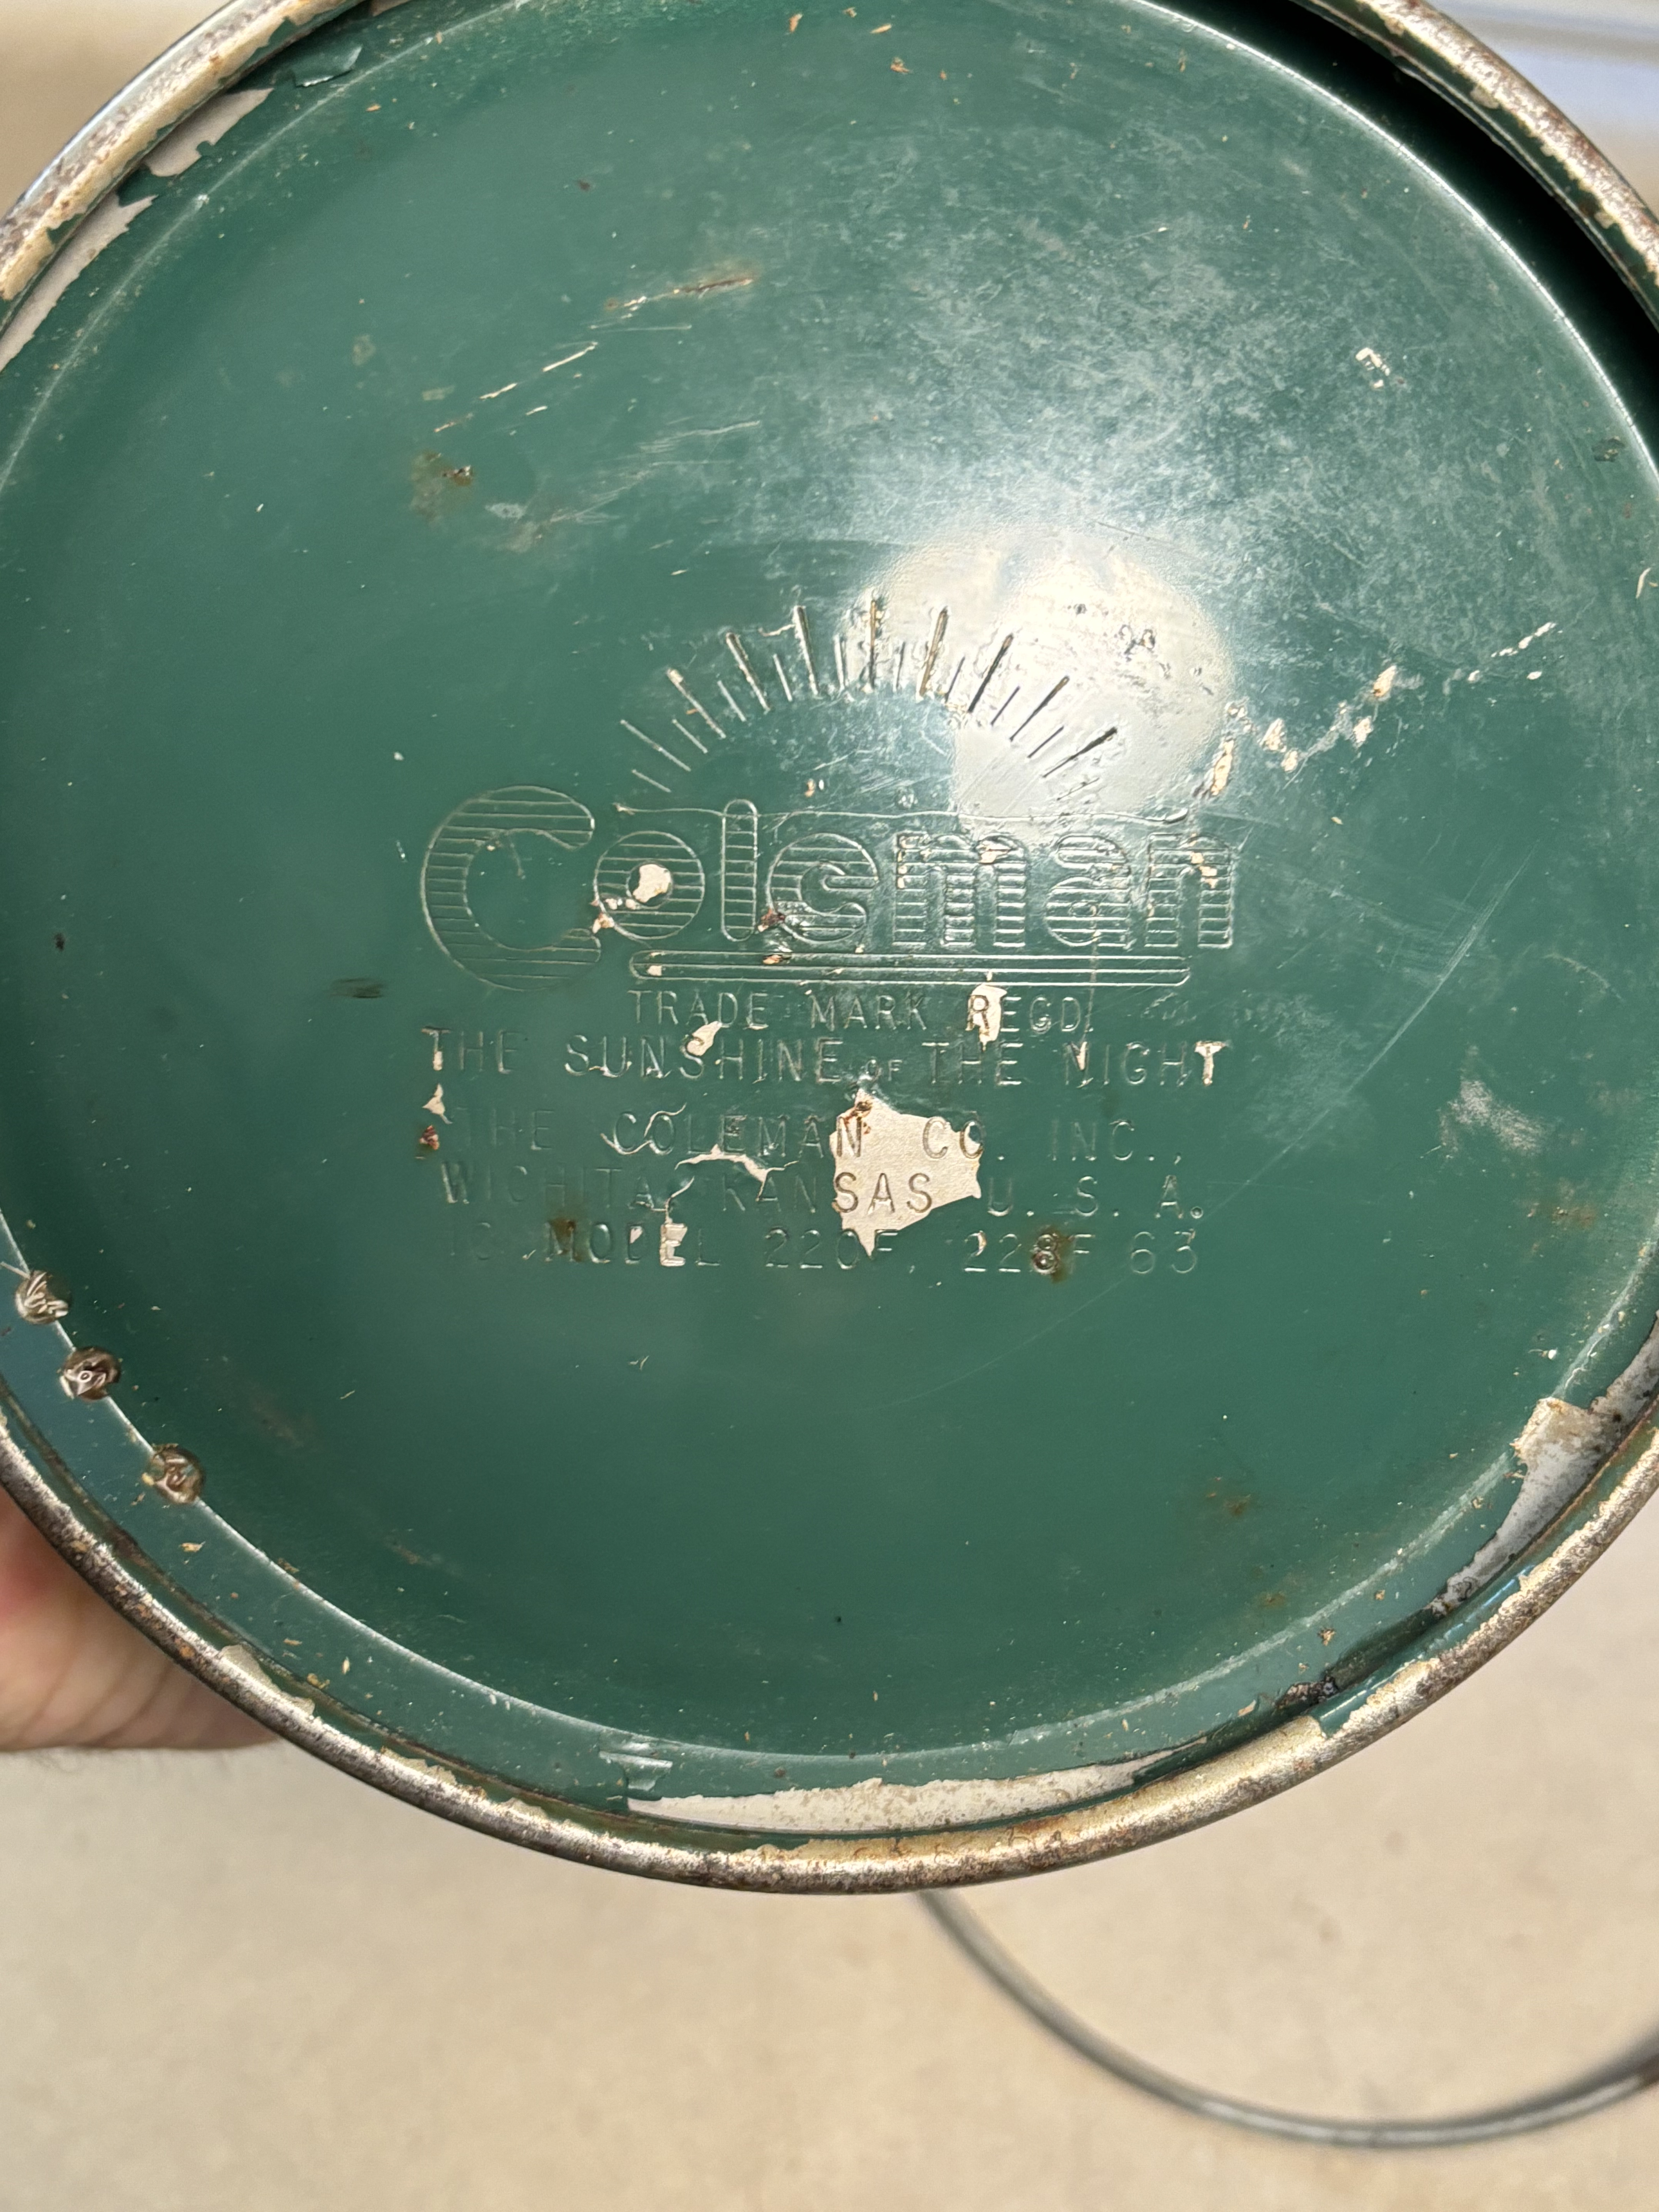 Coleman
TRADE MARK REGD.
THE SUNSHINE OF THE NIGHT
THE COLEMAN CO. INC.,
WICHITA, KANSAS U. S. A.
MODEL 220F, 228F 63